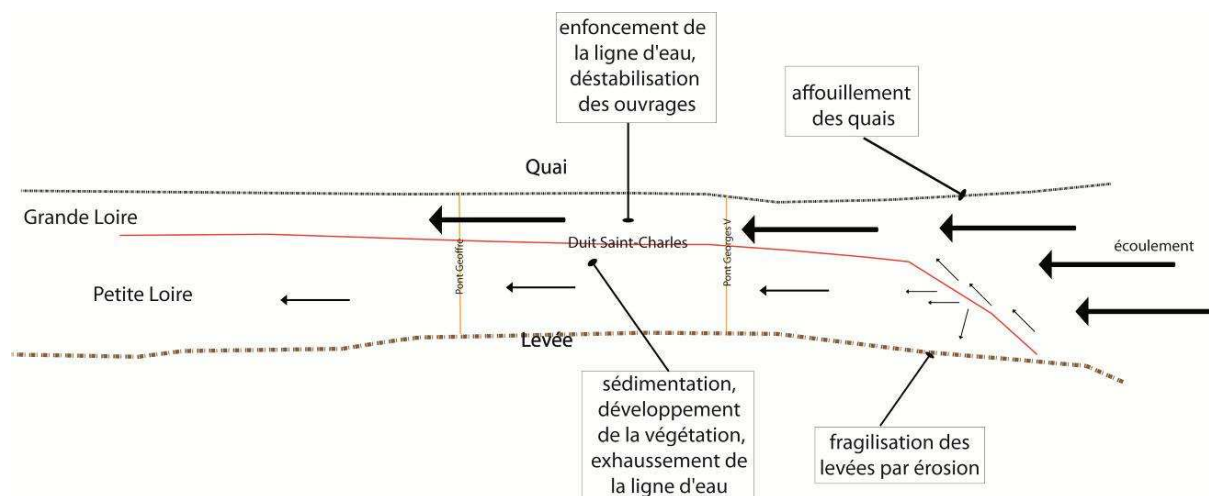 enfoncement de
la ligne d'eau,
déstabilisation
des ouvrages
affouillement
des quais
Quai
Grande Loire
écoulement
Duit Saint-Charles
Pont Geoffre
Pont Georges V
Petite Loire
Levée
sédimentation,
développement
de la végétation,
exhaussement de
la ligne d'eau
fragilisation des
levées par érosion